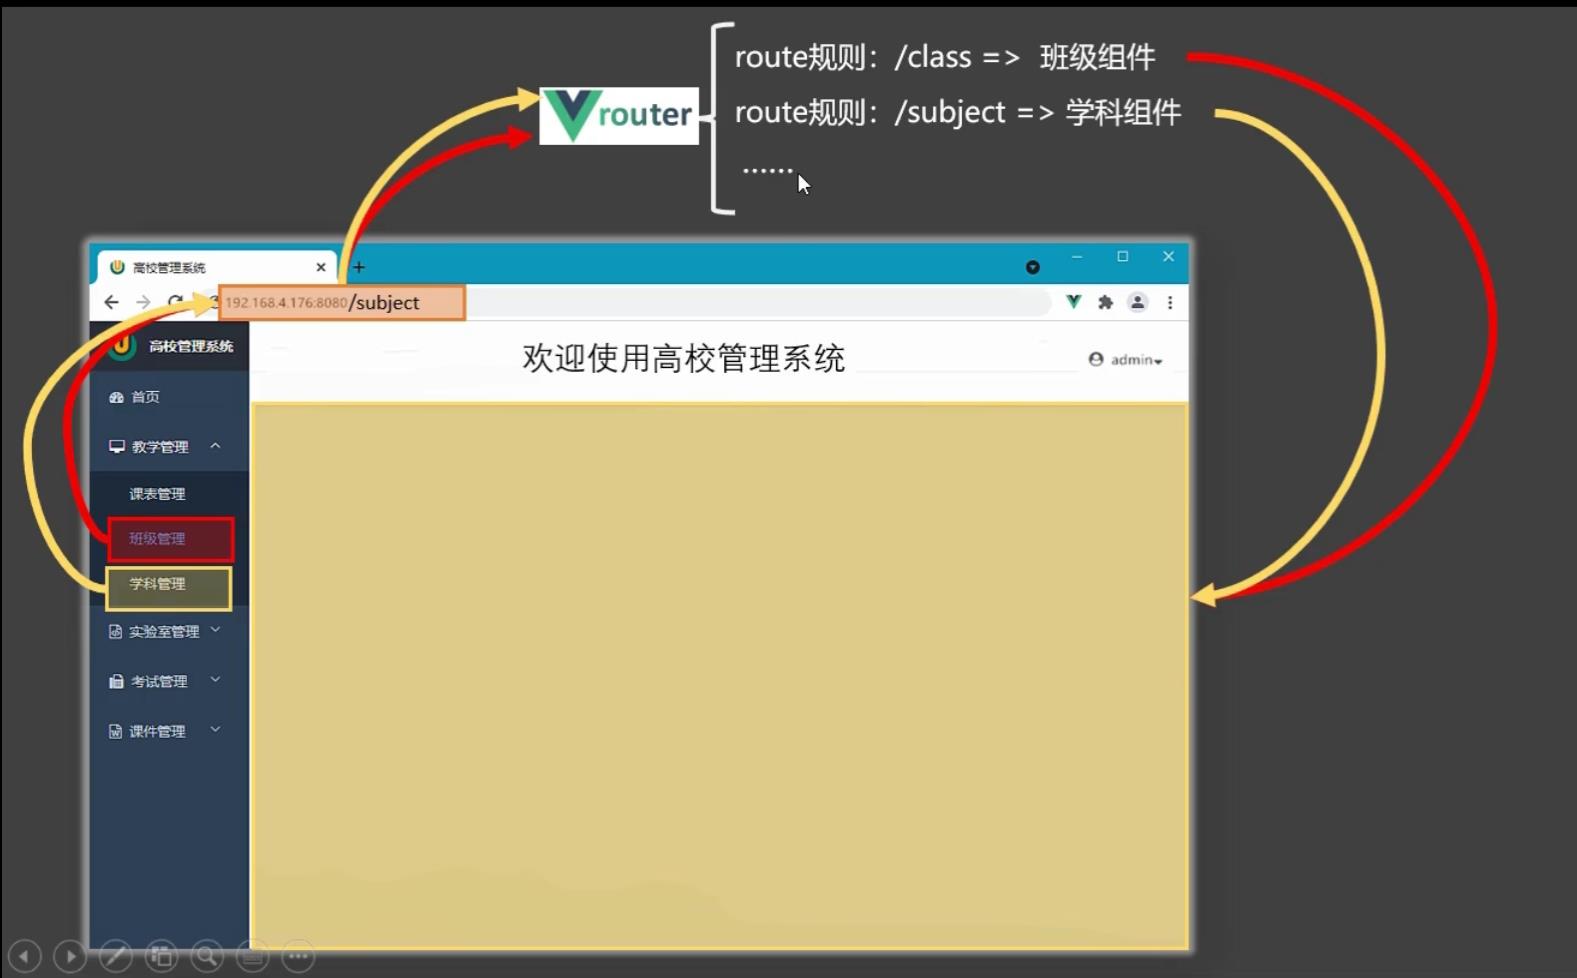 route规则：/class => 班级组件
router
route规则：/subject => 学科组件
......
高校管理系统
192.168.4.176:8080/subject
高校管理系统
欢迎使用高校管理系统
admin
首页
教学管理
课表管理
班级管理
学科管理
实验室管理
考试管理
课件管理